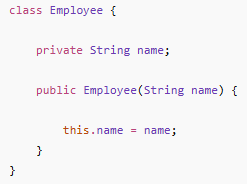 class Employee {
private String name;
public Employee(String name) {
this.name = name;
}
}